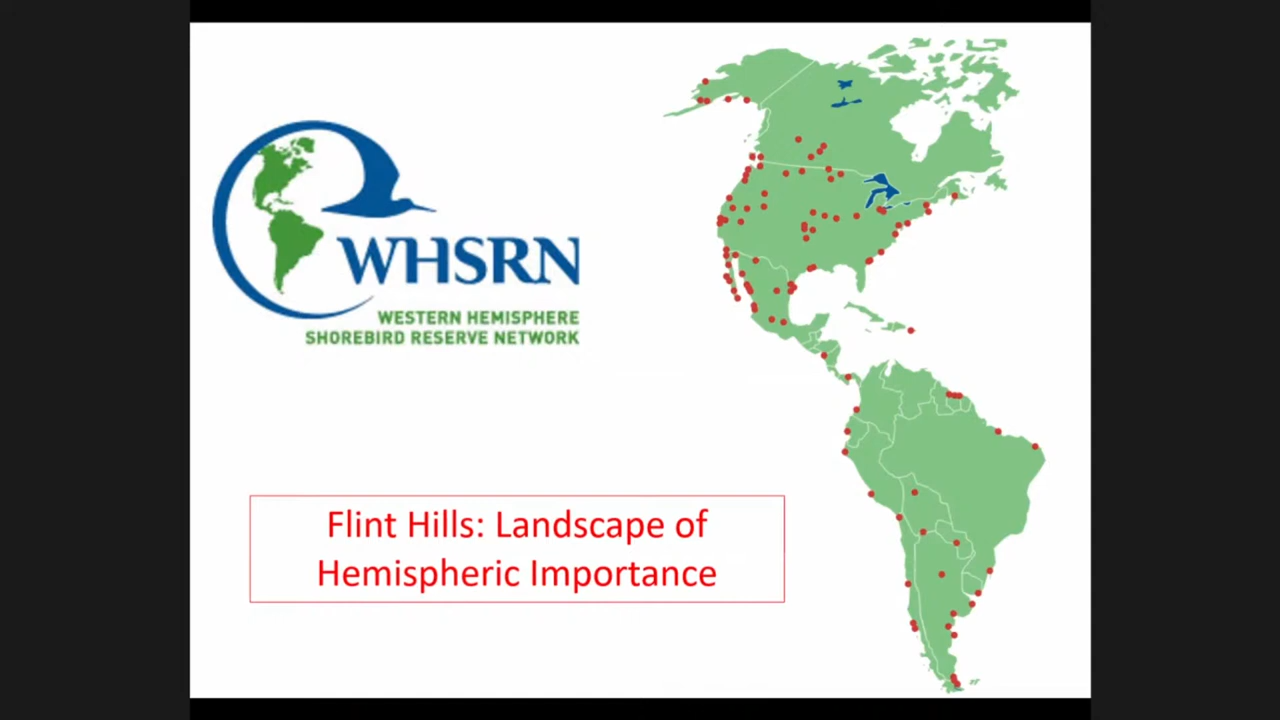 WHSRN
WESTERN HEMISPHERE
SHOREBIRD RESERVE NETWORK
Flint Hills: Landscape of
Hemispheric Importance